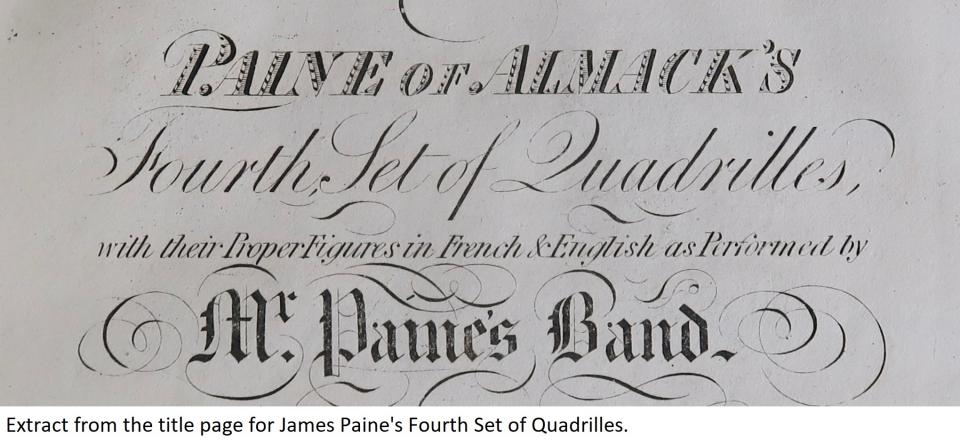 PAINE OF ALMACK'S
Fourth Set of Quadrilles,
with their Proper Figures in French & English as Performed by
Mr. Paine's Band.
Extract from the title page for James Paine's Fourth Set of Quadrilles.